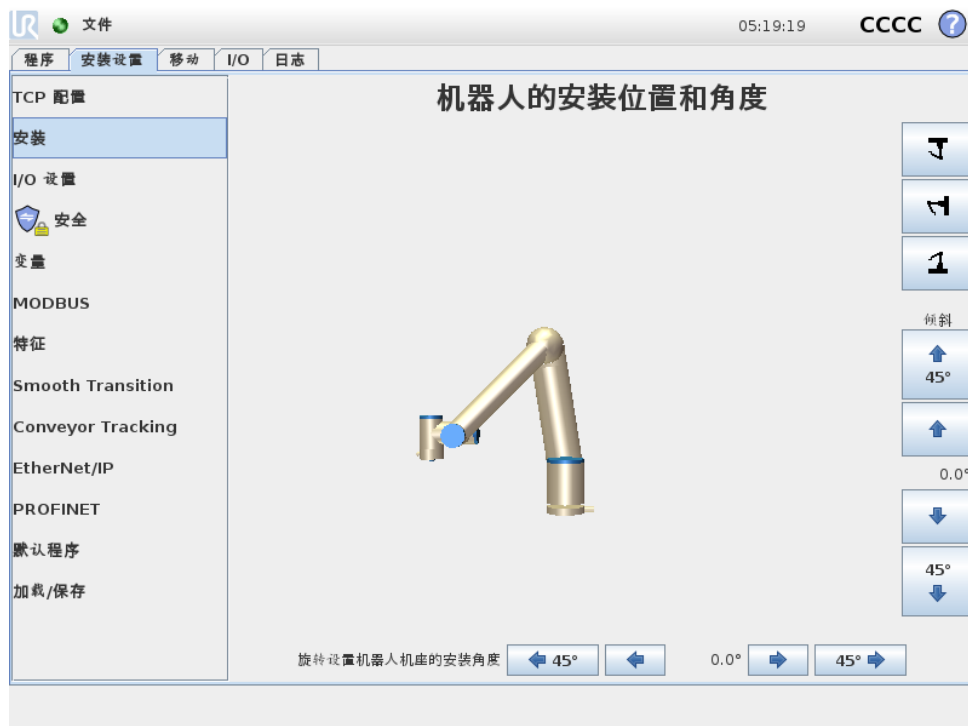 UR 文件 05:19:19 CCCC ?
程序 安装设置 移动 I/O 日志
TCP 配置
安装
I/O 设置
安全
变量
MODBUS
特征
Smooth Transition
Conveyor Tracking
EtherNet/IP
PROFINET
默认程序
加载/保存
机器人的安装位置和角度
倾斜
45°
0.0°
45°
旋转设置机器人机座的安装角度 45° 0.0° 45°